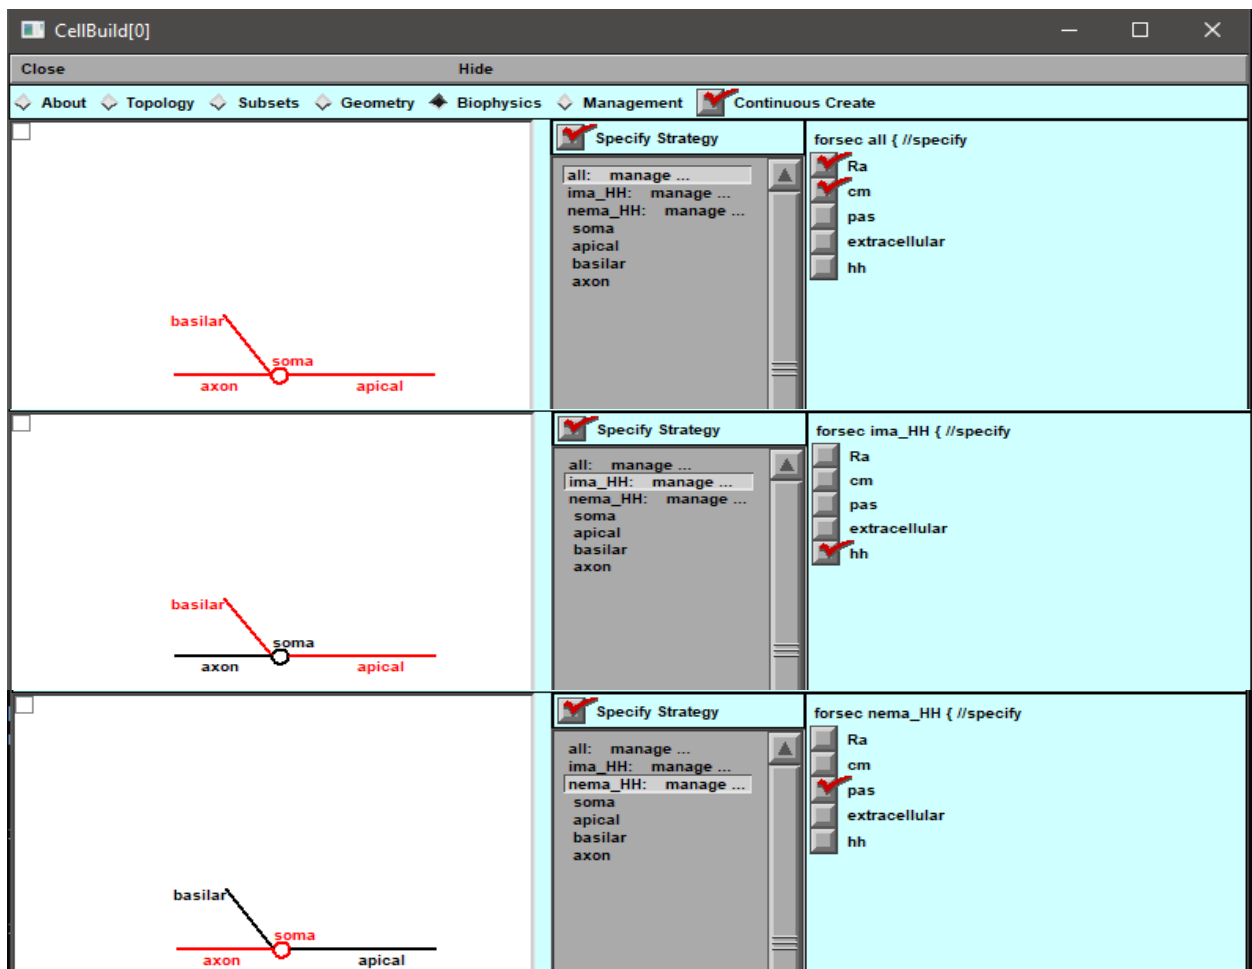 CellBuild[0]
Close Hide
About Topology Subsets Geometry Biophysics Management Continuous Create
Specify Strategy
all: manage ...
ima_HH: manage ...
nema_HH: manage ...
soma
apical
basilar
axon
forsec all { //specify
Ra
cm
pas
extracellular
hh
basilar
soma
axon apical
Specify Strategy
all: manage ...
ima_HH: manage ...
nema_HH: manage ...
soma
apical
basilar
axon
forsec ima_HH { //specify
Ra
cm
pas
extracellular
hh
basilar
soma
axon apical
Specify Strategy
all: manage ...
ima_HH: manage ...
nema_HH: manage ...
soma
apical
basilar
axon
forsec nema_HH { //specify
Ra
cm
pas
extracellular
hh
basilar
soma
axon apical